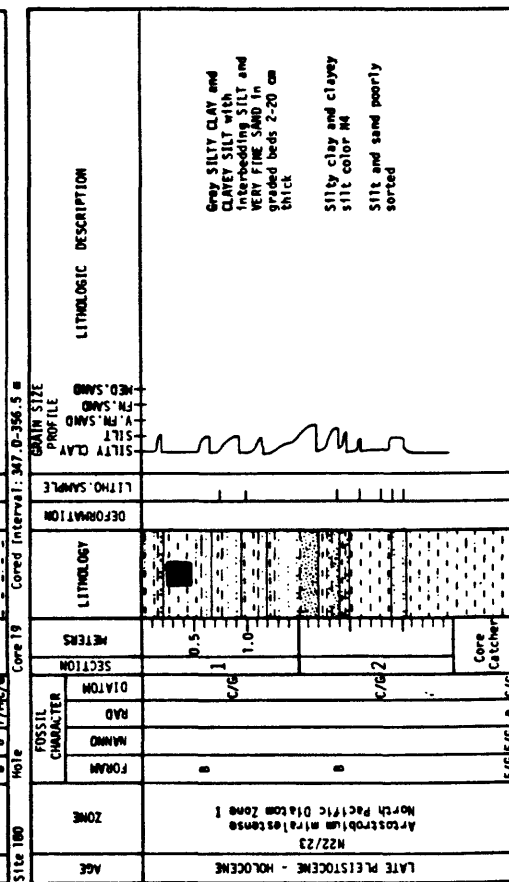 Site 180
Hole
Core 19
Cored Interval: 347.0-356.5 m
AGE
ZONE
FOSSIL
CHARACTER
FORAM
NANNO
RAD
DIATOM
SECTION
METERS
LITHOLOGY
DEFORMATION
LITHO.SAMPLE
GRAIN SIZE
PROFILE
SILTY CLAY
SILT
V.FN.SAND
FN.SAND
MED.SAND
LITHOLOGIC DESCRIPTION
LATE PLEISTOCENE - HOLOCENE
N22/23
Artostrobium miralestense
North Pacific Diatom Zone I
B
B
C/G
C/G
1
2
0.5
1.0
Core
Catcher
Gray SILTY CLAY and
CLAYEY SILT with
interbedding SILT and
VERY FINE SAND in
graded beds 2-20 cm
thick
Silty clay and clayey
silt color N4
Silt and sand poorly
sorted